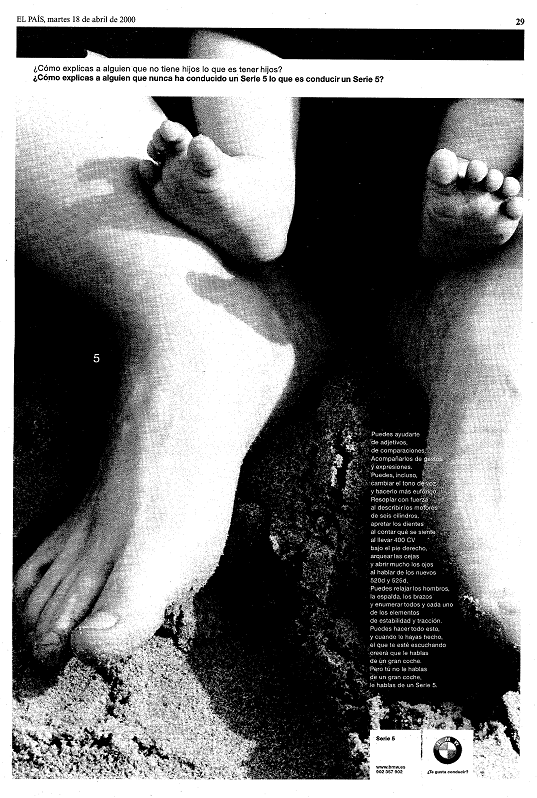 EL PAÍS, martes 18 de abril de 2000
29
¿Cómo explicas a alguien que no tiene hijos lo que es tener hijos?
¿Cómo explicas a alguien que nunca ha conducido un Serie 5 lo que es conducir un Serie 5?
5
Puedes ayudarte
de adjetivos,
de comparaciones.
Acompañarlos de gestos
y expresiones.
Puedes, incluso,
cambiar el tono de voz
y hacerlo más eufórico.
Resoplar con fuerza
al describir los motores
de seis cilindros,
apretar los dientes
al contar qué se siente
al llevar 400 CV
bajo el pie derecho,
arquear las cejas
y abrir mucho los ojos
al hablar de los nuevos
520d y 525d.
Puedes relajar los hombros,
la espalda, los brazos
y enumerar todos y cada uno
de los elementos
de estabilidad y tracción.
Puedes hacer todo esto,
y cuando lo hayas hecho,
el que te esté escuchando
creerá que le hablas
de un gran coche.
Pero tú no le hablas
de un gran coche,
le hablas de un Serie 5.
Serie 5
www.bmw.es
902 357 902
¿Te gusta conducir?